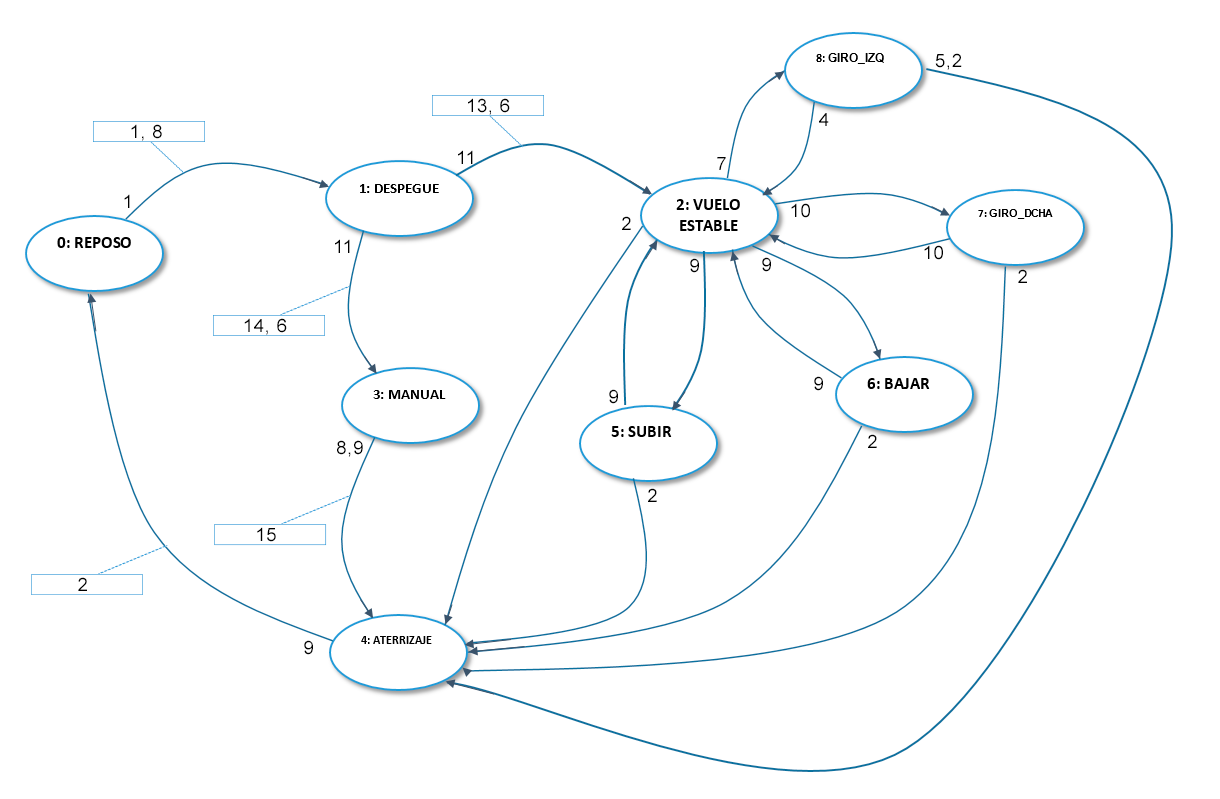 8: GIRO_IZQ
5,2
13, 6
4
1, 8
11
7
1: DESPEGUE
2: VUELO
ESTABLE
1
10
7: GIRO_DCHA
2
0: REPOSO
11
9
9
10
2
14, 6
3: MANUAL
9
6: BAJAR
9
5: SUBIR
8,9
2
2
15
2
4: ATERRIZAJE
9